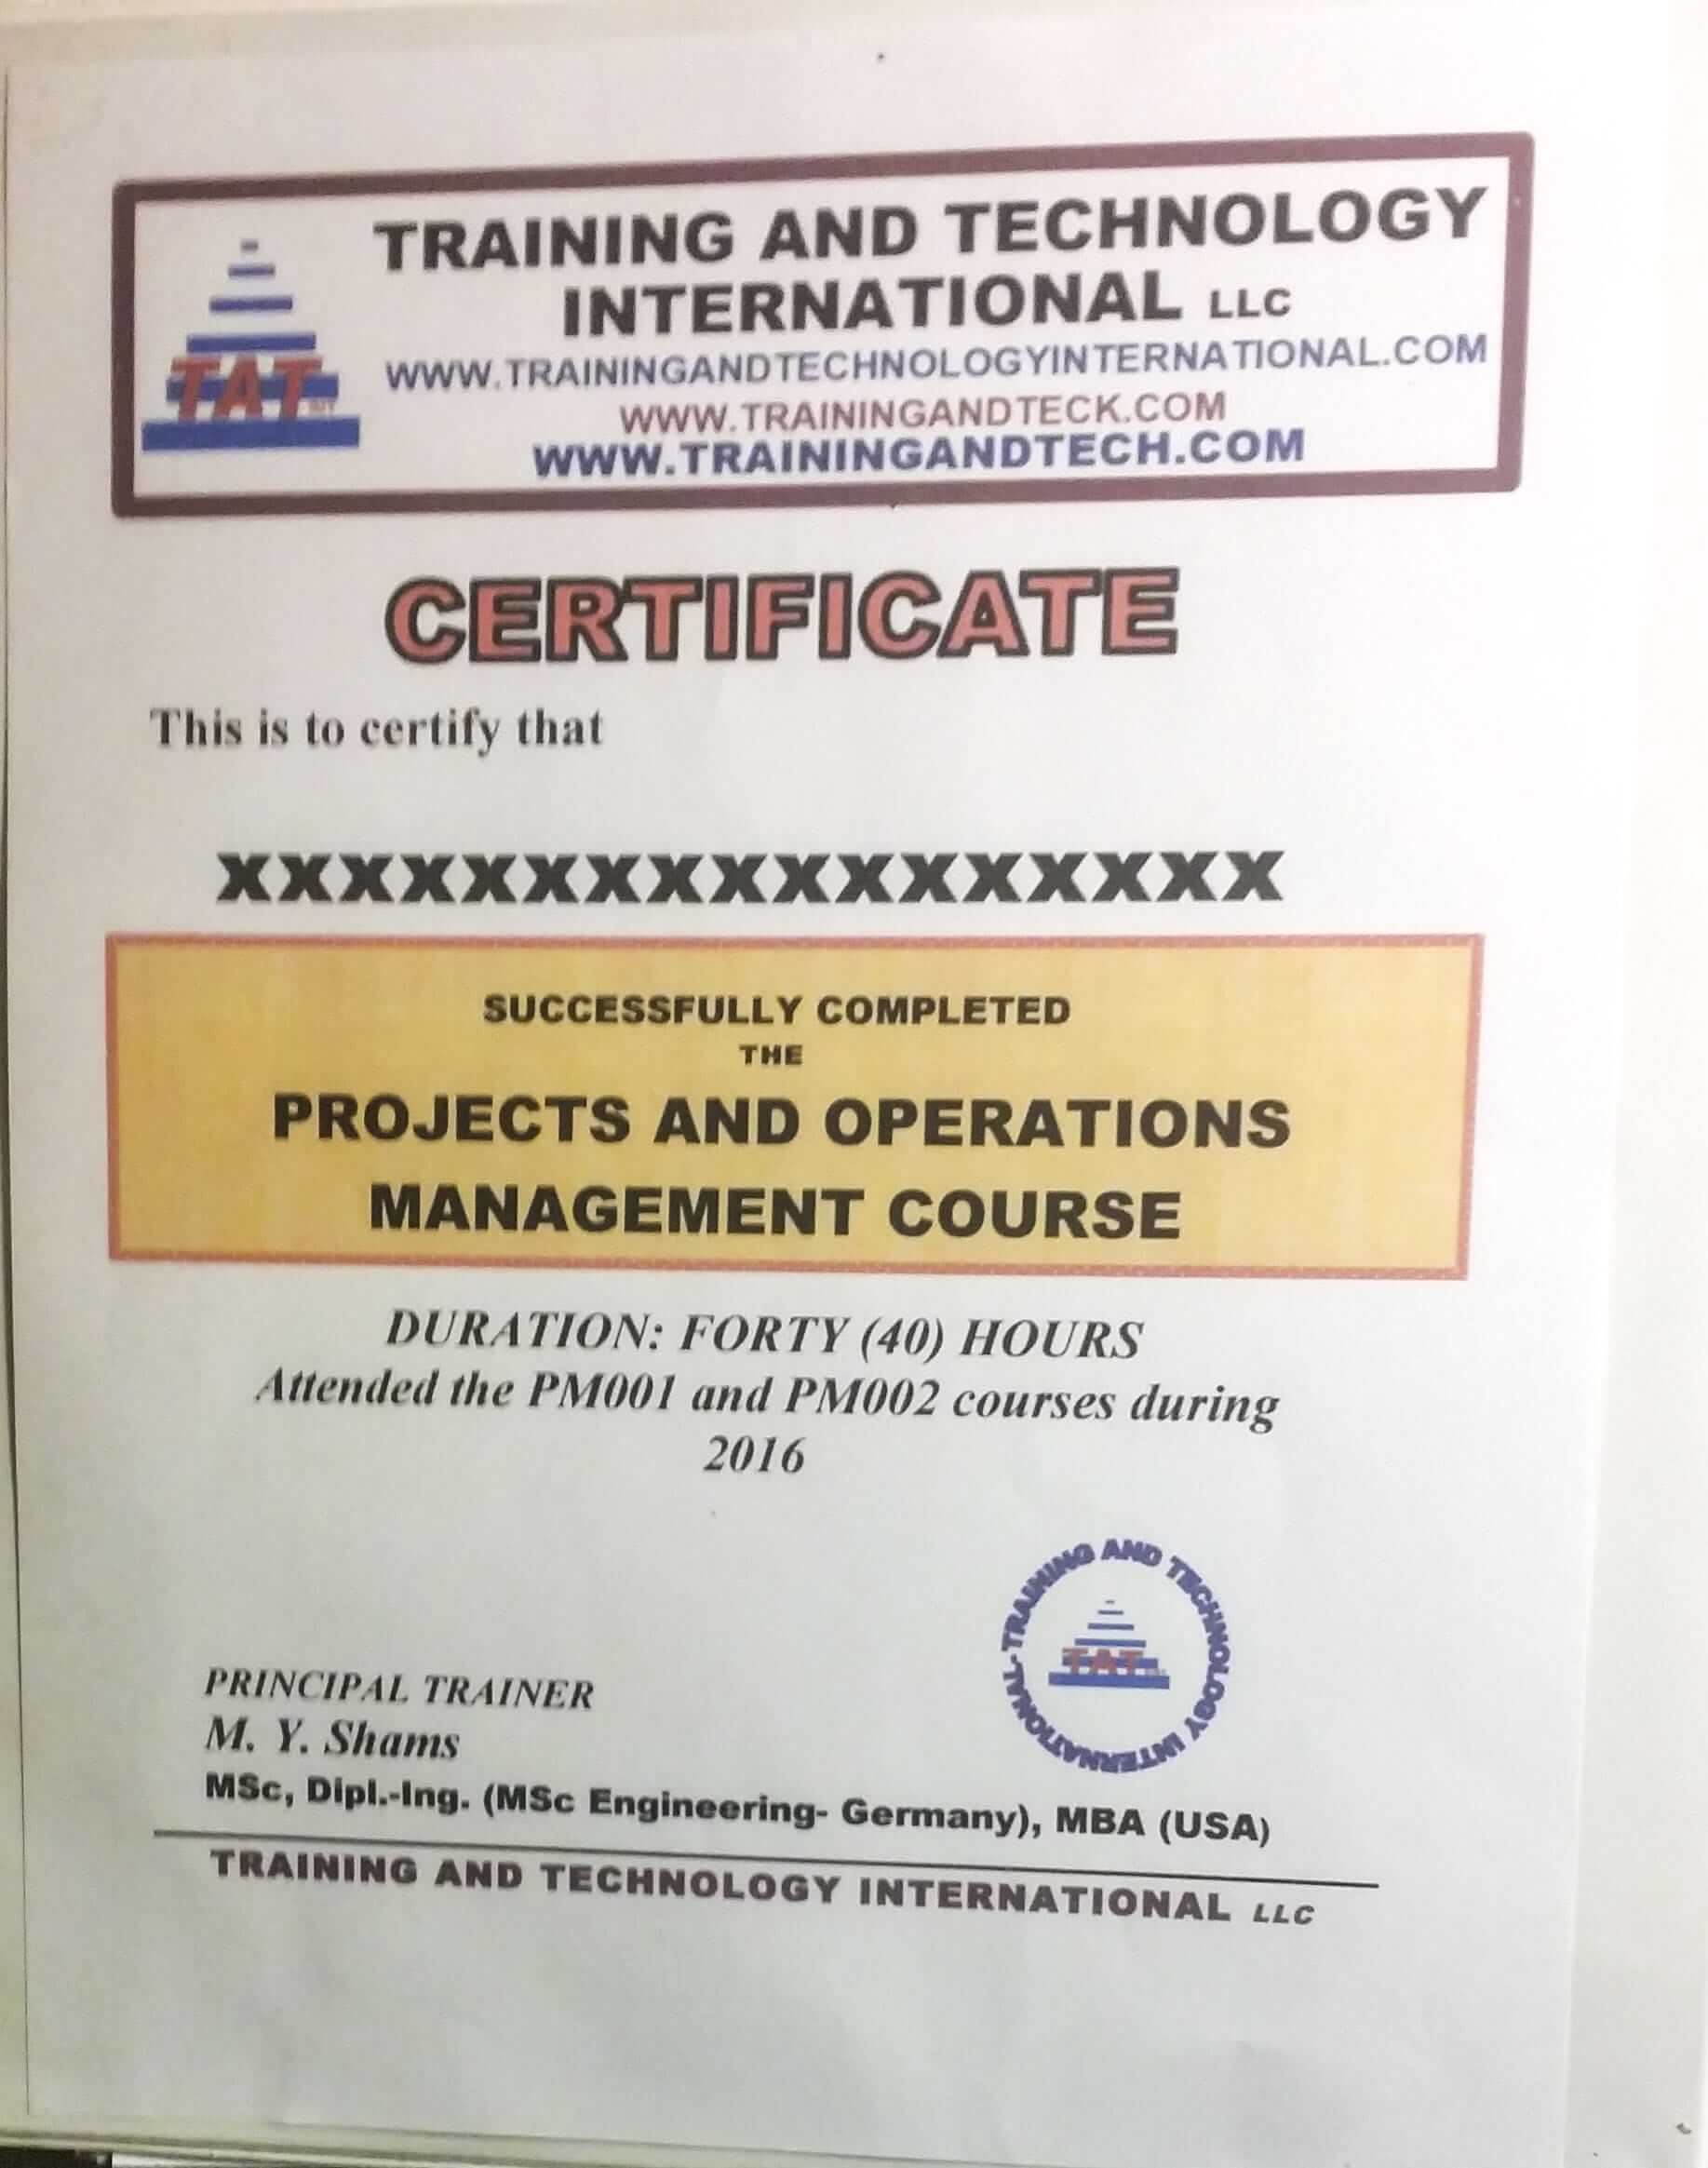 TRAINING AND TECHNOLOGY
INTERNATIONAL LLC
WWW.TRAININGANDTECHNOLOGYINTERNATIONAL.COM
WWW.TRAININGANDTECK.COM
WWW.TRAININGANDTECH.COM
TAT
CERTIFICATE
This is to certify that
XXXXXXXXXXXXXXXXXX
SUCCESSFULLY COMPLETED
THE
PROJECTS AND OPERATIONS
MANAGEMENT COURSE
DURATION: FORTY (40) HOURS
Attended the PM001 and PM002 courses during
2016
TRAINING AND TECHNOLOGY INTERNATIONAL-
TAT
PRINCIPAL TRAINER
M. Y. Shams
MSc, Dipl.-Ing. (MSc Engineering- Germany), MBA (USA)
TRAINING AND TECHNOLOGY INTERNATIONAL LLC